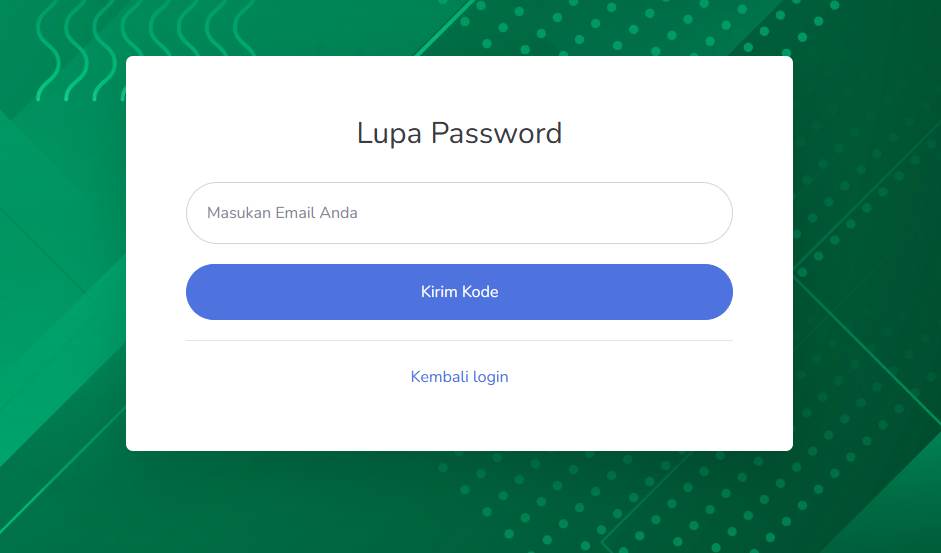 Lupa Password
Masukan Email Anda
Kirim Kode
Kembali login